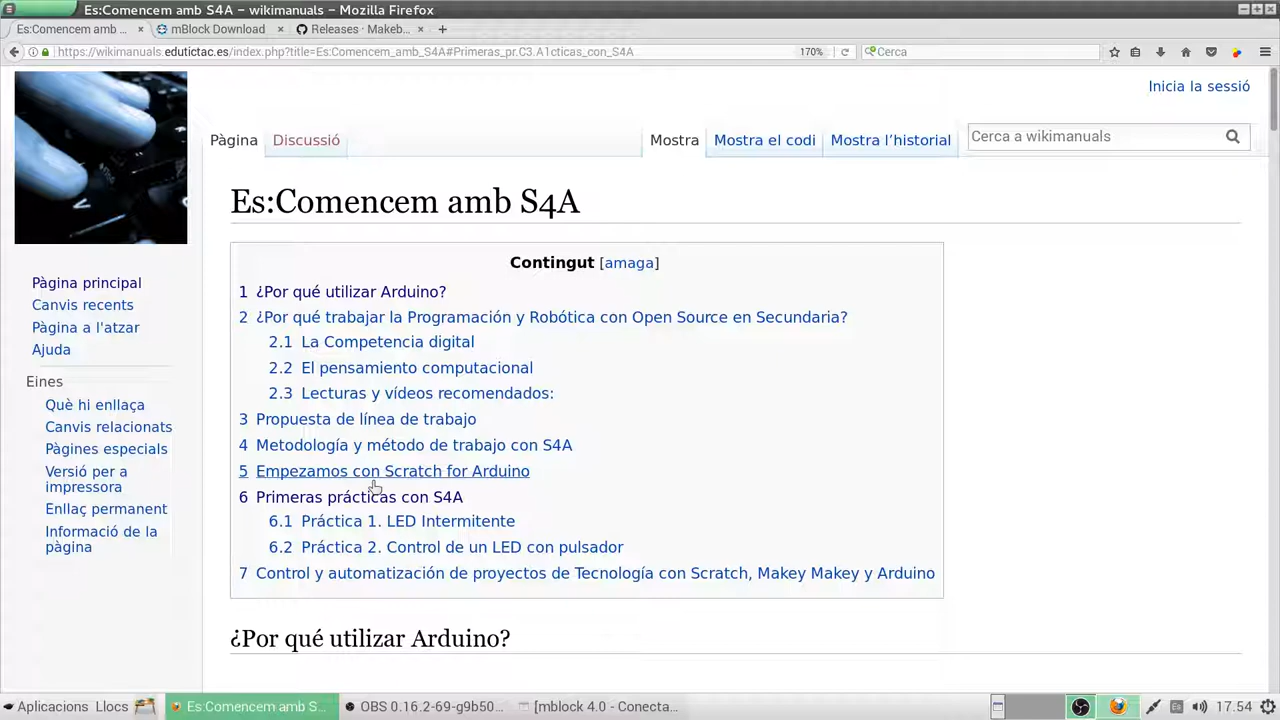 Es:Comencem amb S4A – wikimanuals – Mozilla Firefox
Es:Comencem amb ... × mBlock Download × Releases · Makeb... × +
https://wikimanuals.edutictac.es/index.php?title=Es:Comencem_amb_S4A#Primeras_pr.C3.A1cticas_con_S4A 170% Cerca
Inicia la sessió
Pàgina Discussió Mostra Mostra el codi Mostra l’historial Cerca a wikimanuals
Es:Comencem amb S4A
Contingut [amaga]
1 ¿Por qué utilizar Arduino?
2 ¿Por qué trabajar la Programación y Robótica con Open Source en Secundaria?
2.1 La Competencia digital
2.2 El pensamiento computacional
2.3 Lecturas y vídeos recomendados:
3 Propuesta de línea de trabajo
4 Metodología y método de trabajo con S4A
5 Empezamos con Scratch for Arduino
6 Primeras prácticas con S4A
6.1 Práctica 1. LED Intermitente
6.2 Práctica 2. Control de un LED con pulsador
7 Control y automatización de proyectos de Tecnología con Scratch, Makey Makey y Arduino
¿Por qué utilizar Arduino?
Pàgina principal
Canvis recents
Pàgina a l'atzar
Ajuda
Eines
Què hi enllaça
Canvis relacionats
Pàgines especials
Versió per a
impressora
Enllaç permanent
Informació de la
pàgina
Aplicacions Llocs Es:Comencem amb S... OBS 0.16.2-69-g9b50... [mblock 4.0 - Conecta... Es 17.54